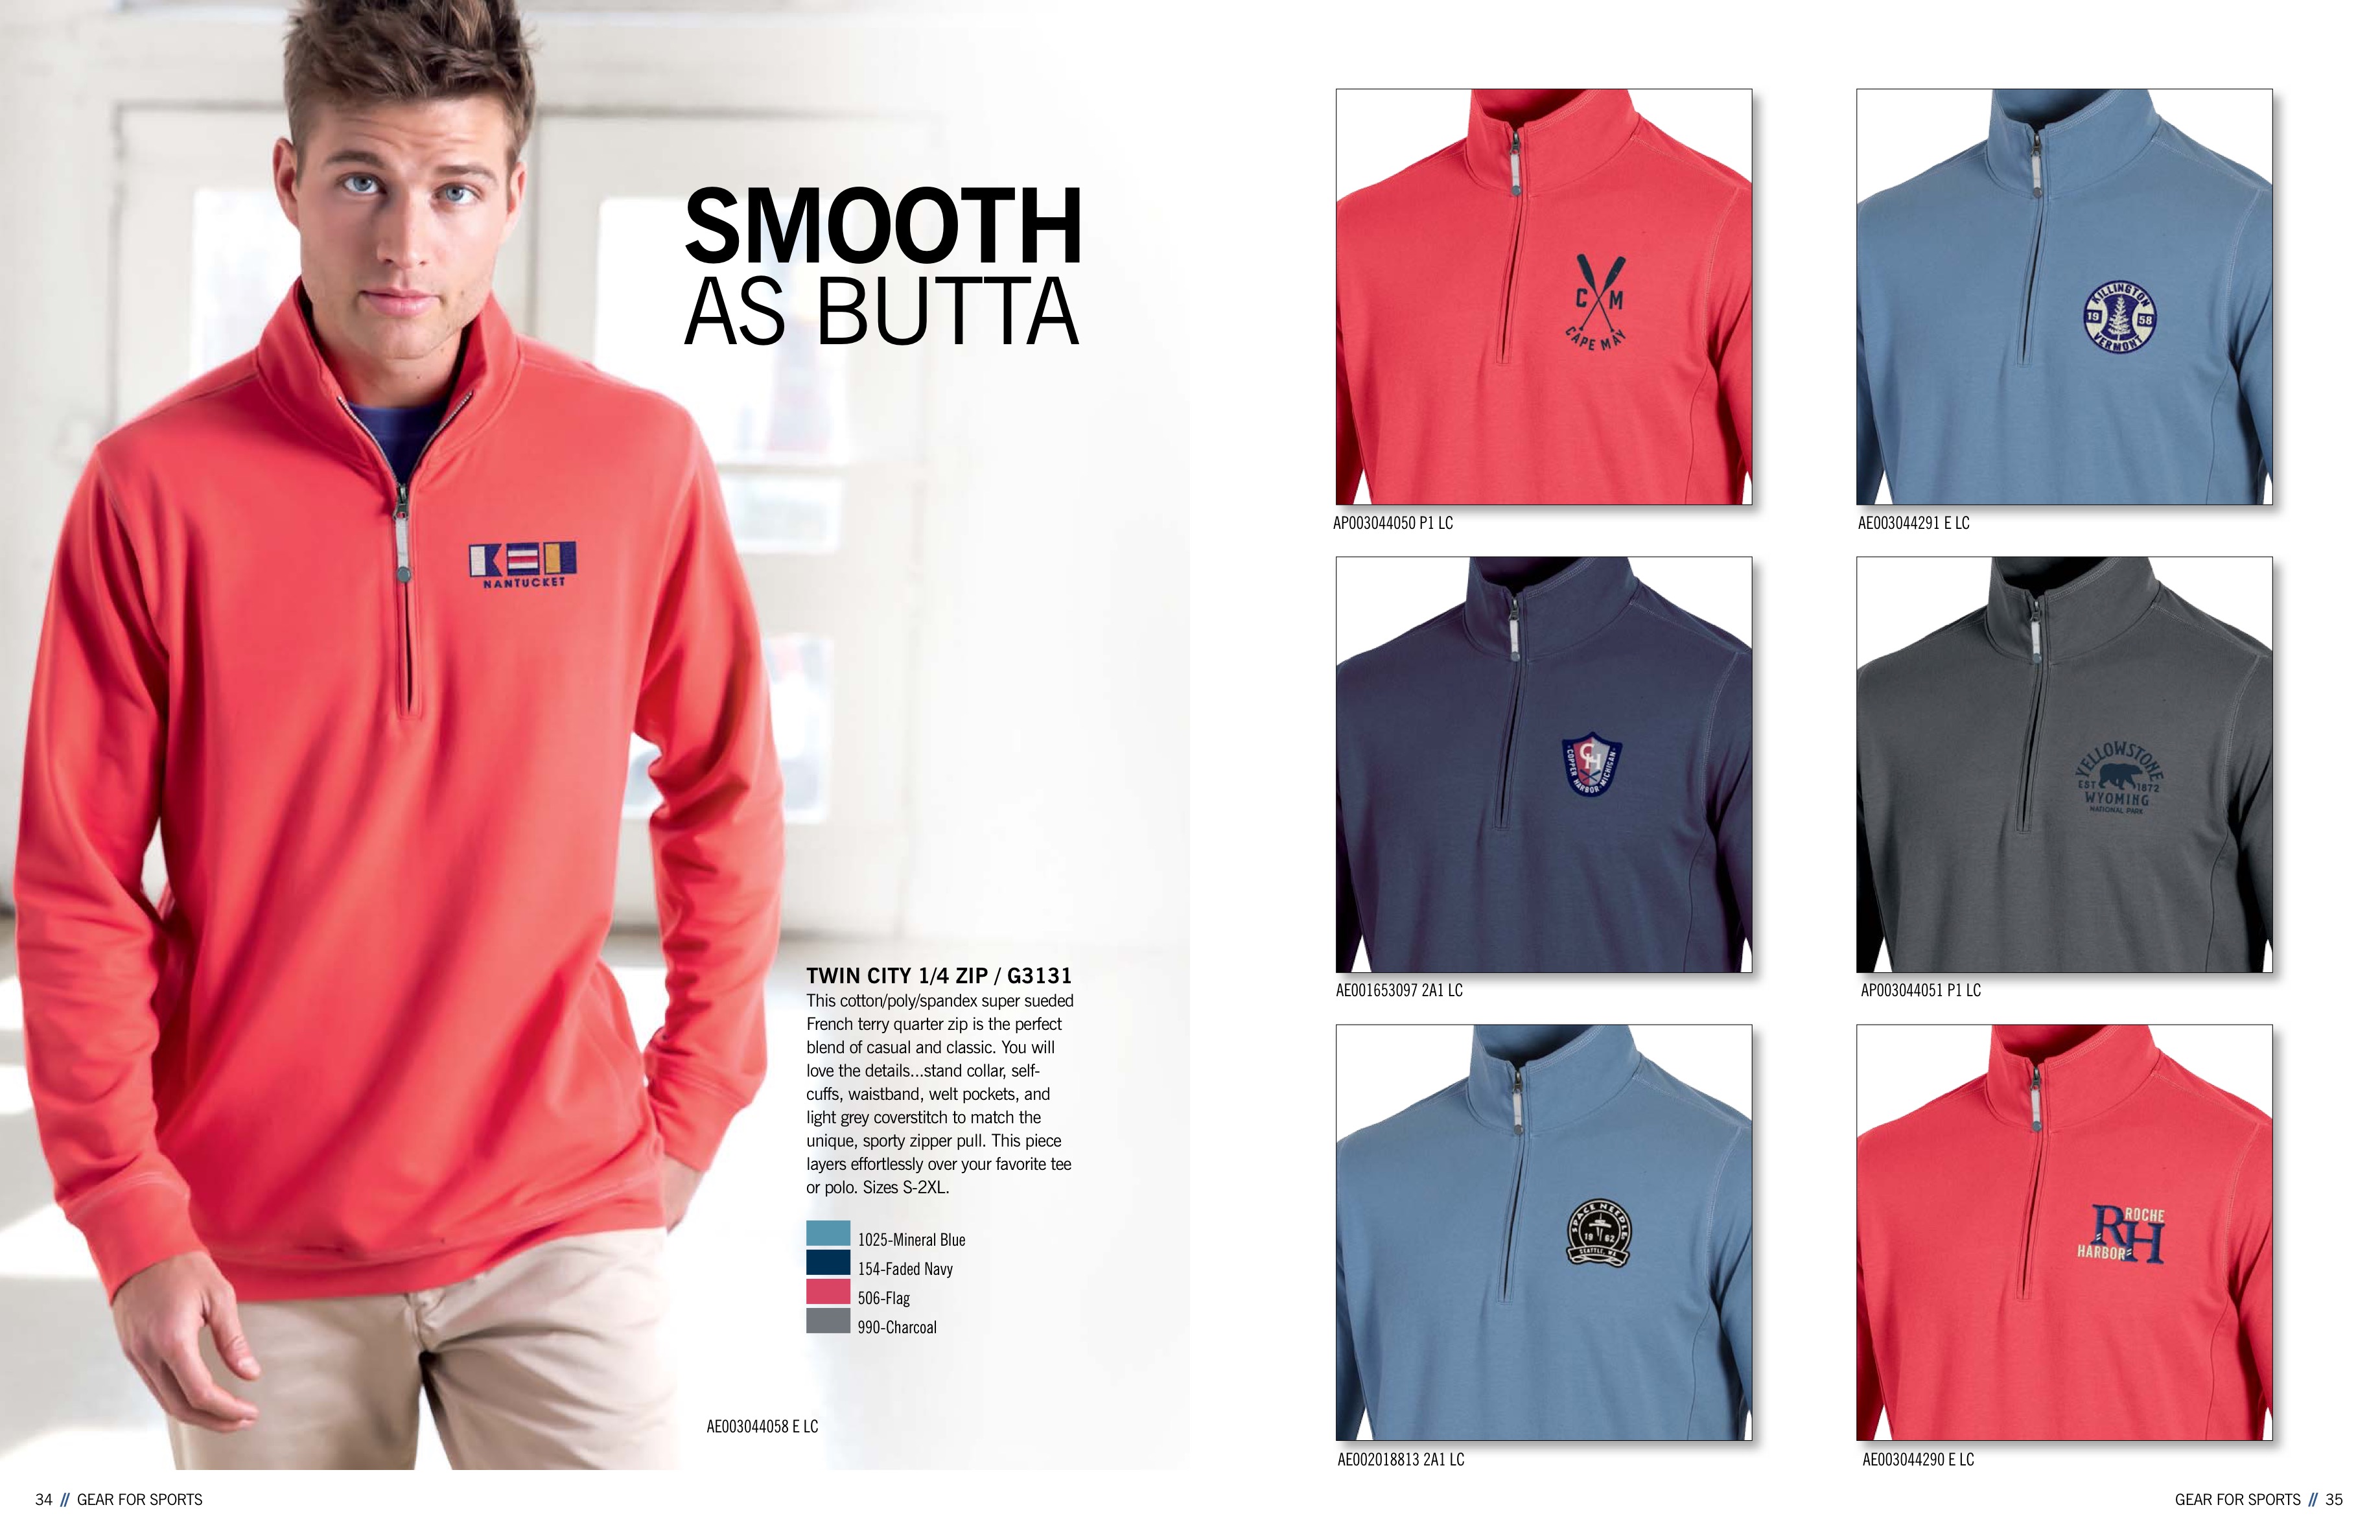 SMOOTH
AS BUTTA
NANTUCKET
TWIN CITY 1/4 ZIP / G3131
This cotton/poly/spandex super sueded
French terry quarter zip is the perfect
blend of casual and classic. You will
love the details...stand collar, self-
cuffs, waistband, welt pockets, and
light grey coverstitch to match the
unique, sporty zipper pull. This piece
layers effortlessly over your favorite tee
or polo. Sizes S-2XL.
1025-Mineral Blue
154-Faded Navy
506-Flag
990-Charcoal
AE003044058 E LC
34 // GEAR FOR SPORTS
C M
CAPE MAY
AP003044050 P1 LC
KILLINGTON
19 58
VERMONT
AE003044291 E LC
CH
COPPER HARBOR MICHIGAN
AE001653097 2A1 LC
YELLOWSTONE
EST 1872
WYOMING
NATIONAL PARK
AP003044051 P1 LC
SPACE NEEDLE
19 62
SEATTLE, WA
AE002018813 2A1 LC
ROCHE
RH
HARBOR
AE003044290 E LC
GEAR FOR SPORTS // 35